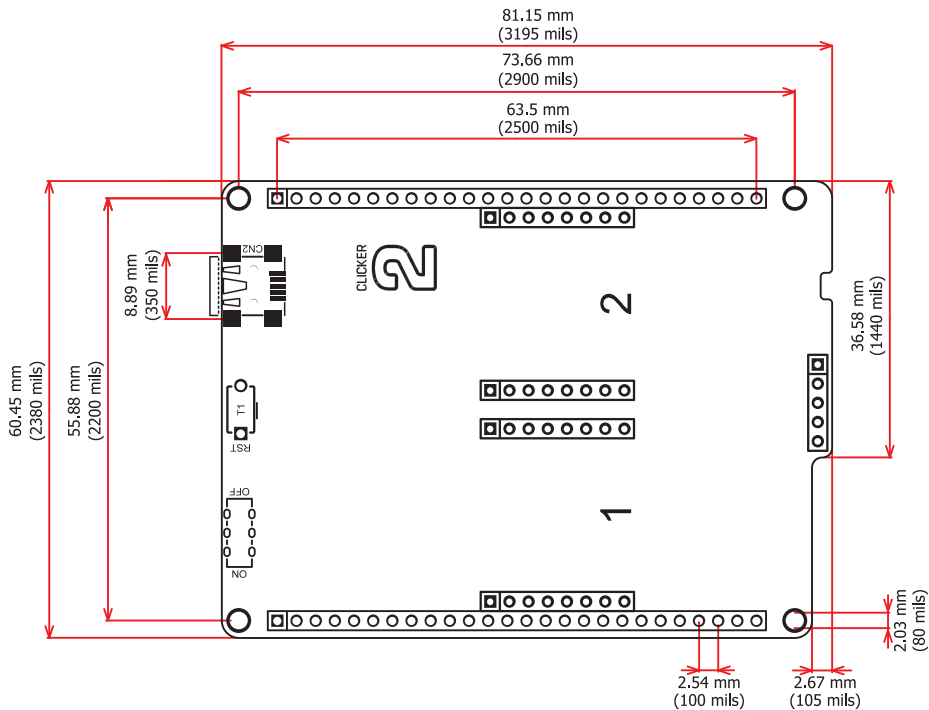 81.15 mm
(3195 mils)
73.66 mm
(2900 mils)
63.5 mm
(2500 mils)
CN2
CLICKER
2
8.89 mm
(350 mils)
2
36.58 mm
(1440 mils)
60.45 mm
(2380 mils)
55.88 mm
(2200 mils)
T1
RST
OFF
1
ON
2.03 mm
(80 mils)
2.54 mm
(100 mils)
2.67 mm
(105 mils)